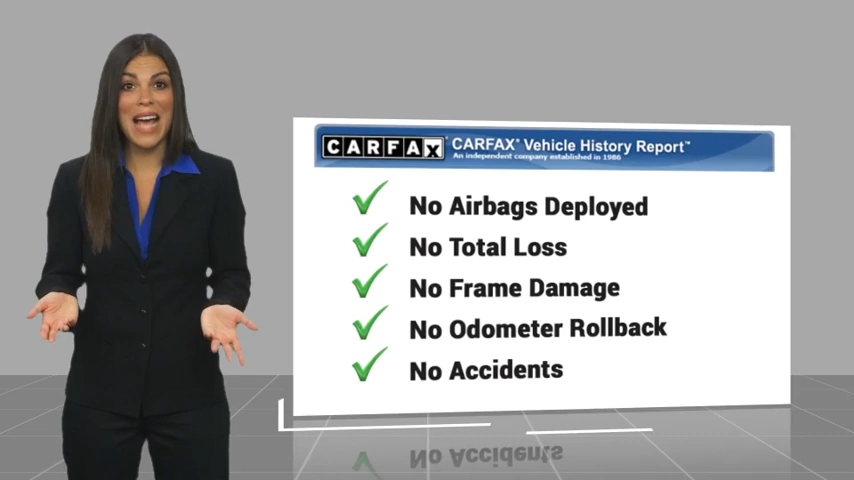 CARFAX CARFAX® Vehicle History Report™
An independent company established in 1986
No Airbags Deployed
No Total Loss
No Frame Damage
No Odometer Rollback
No Accidents
No Accidents